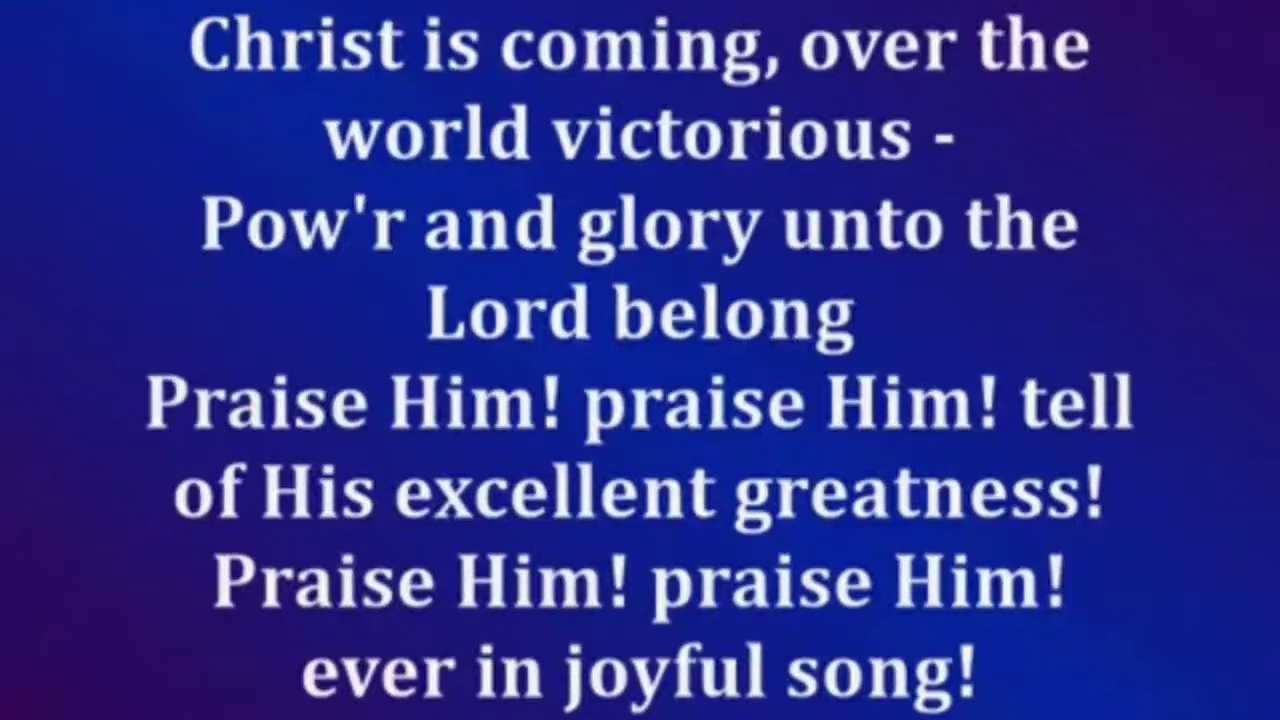 Christ is coming, over the
world victorious -
Pow'r and glory unto the
Lord belong
Praise Him! praise Him! tell
of His excellent greatness!
Praise Him! praise Him!
ever in joyful song!